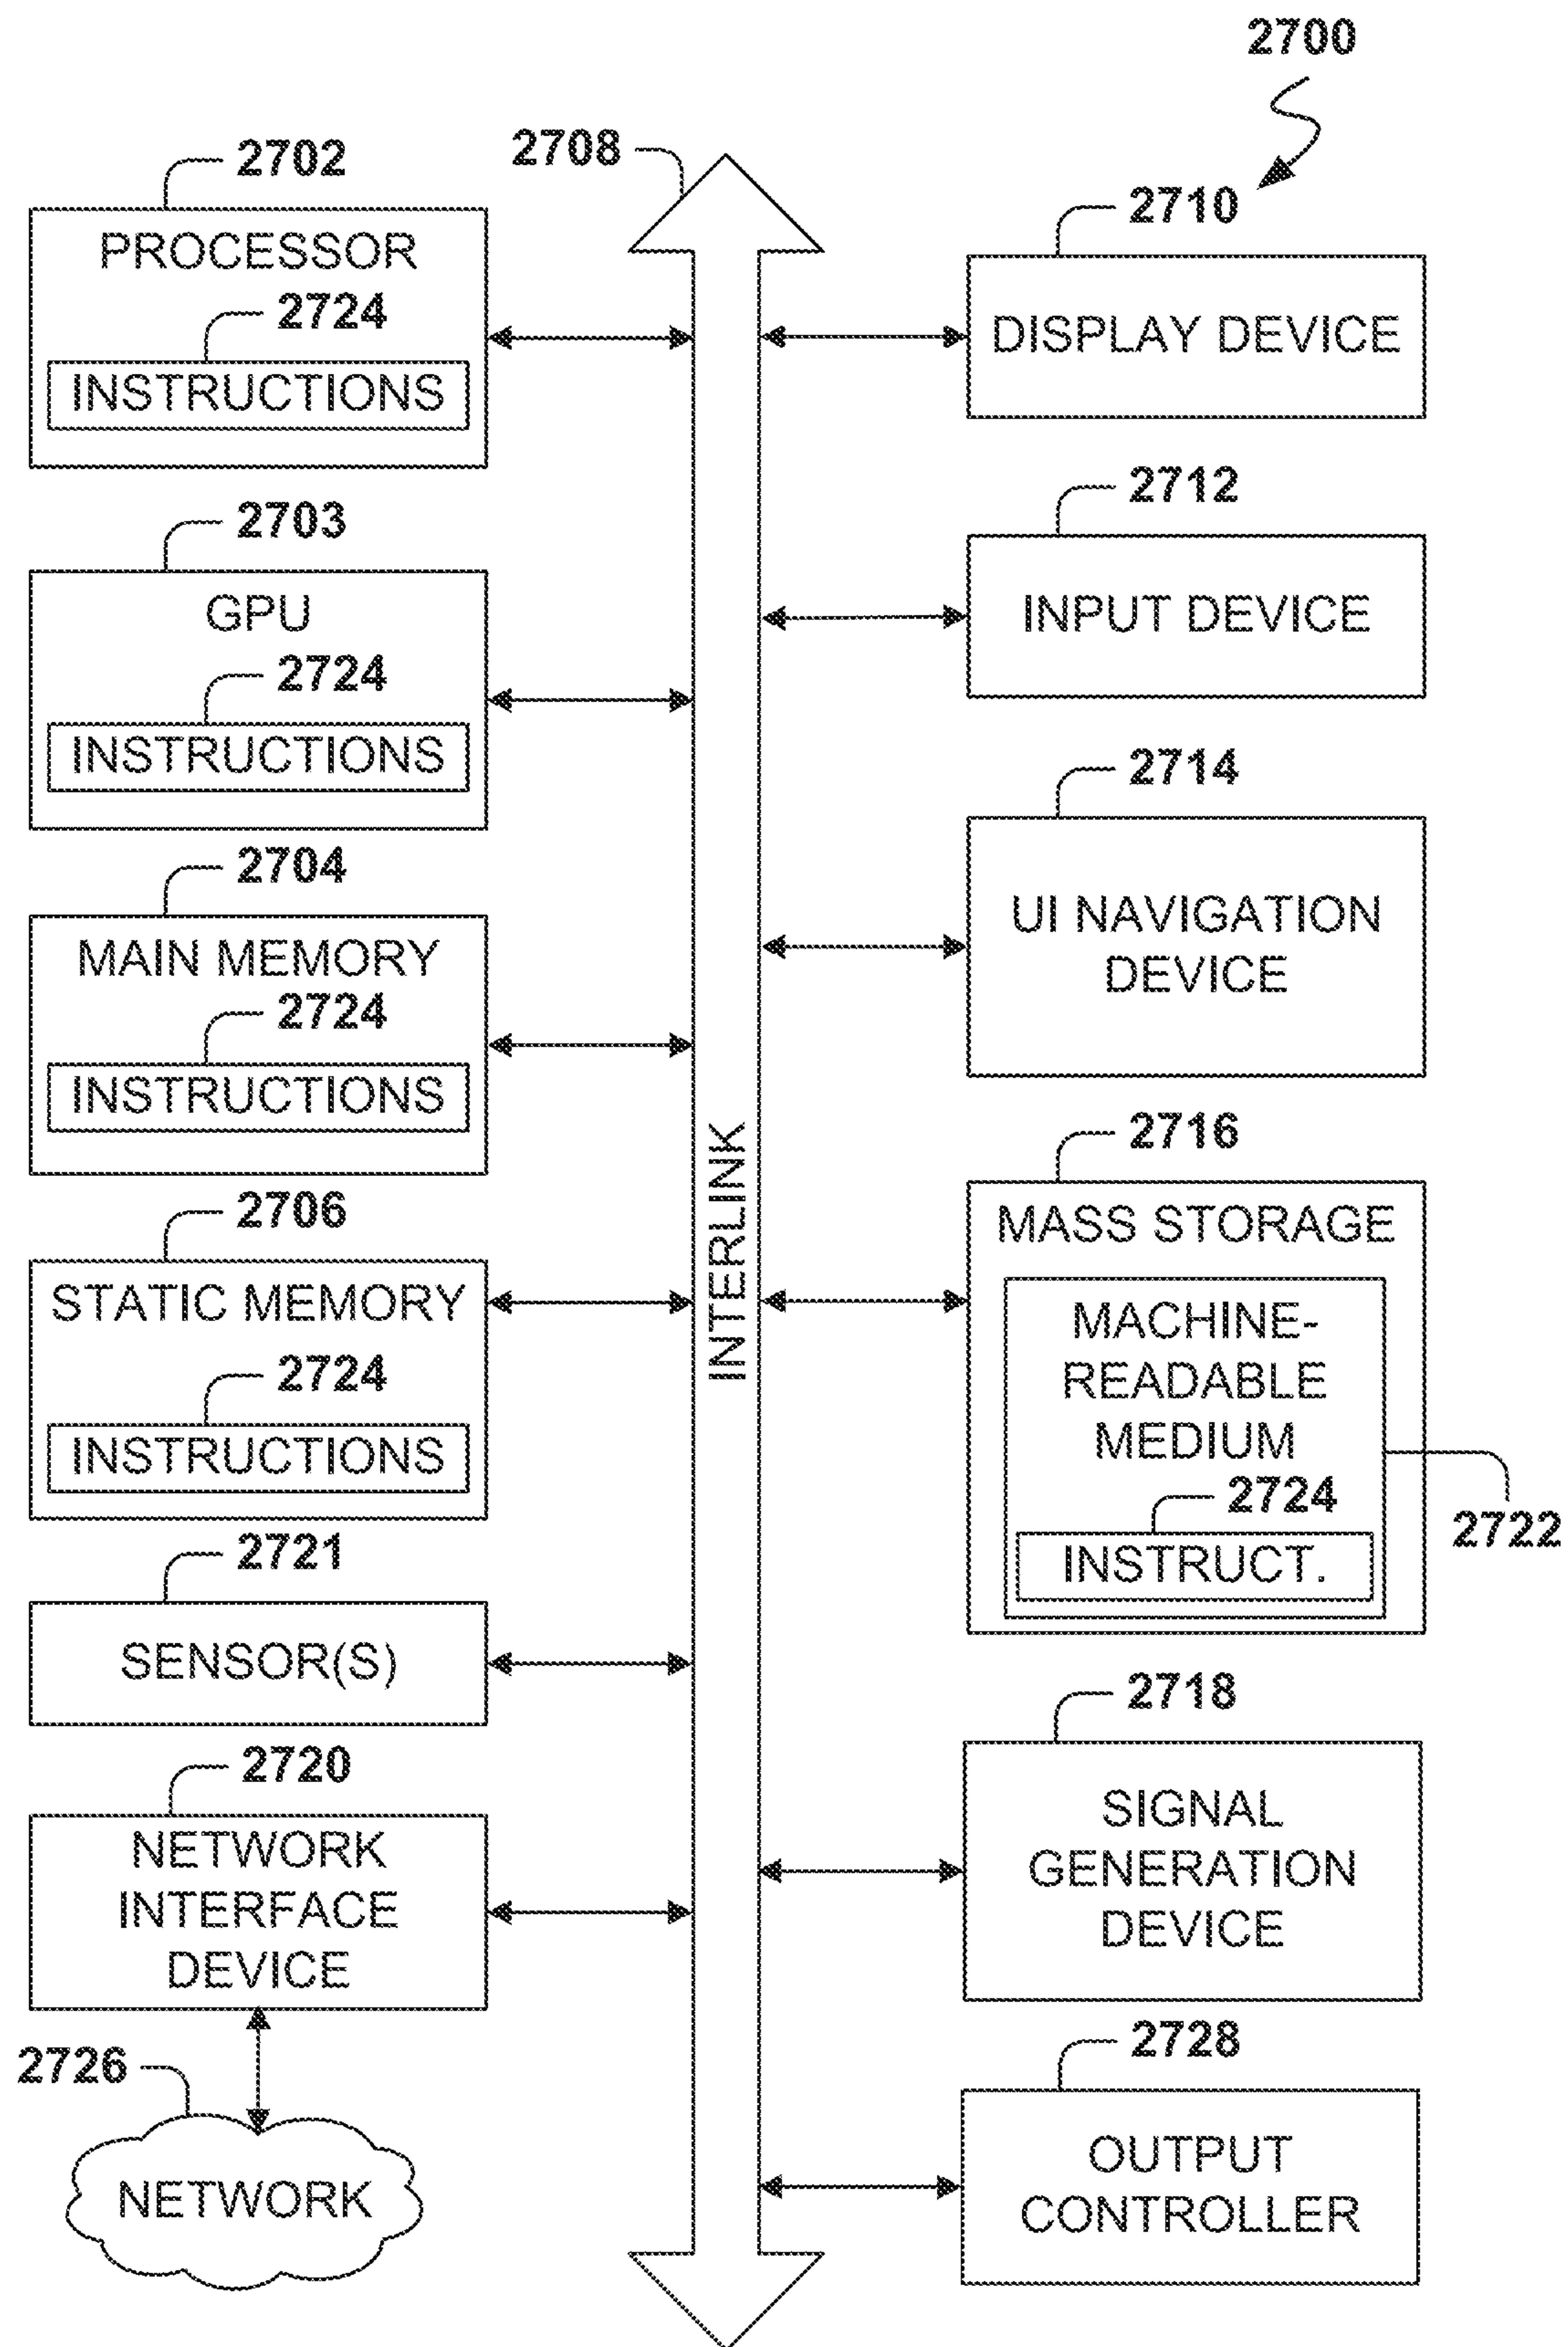 2700
2702
PROCESSOR
2724
INSTRUCTIONS
2703
GPU
2724
INSTRUCTIONS
2704
MAIN MEMORY
2724
INSTRUCTIONS
2706
STATIC MEMORY
2724
INSTRUCTIONS
2721
SENSOR(S)
2720
NETWORK
INTERFACE
DEVICE
2726
NETWORK
2708
INTERLINK
2710
DISPLAY DEVICE
2712
INPUT DEVICE
2714
UI NAVIGATION
DEVICE
2716
MASS STORAGE
MACHINE-
READABLE
MEDIUM
2724
INSTRUCT.
2722
2718
SIGNAL
GENERATION
DEVICE
2728
OUTPUT
CONTROLLER